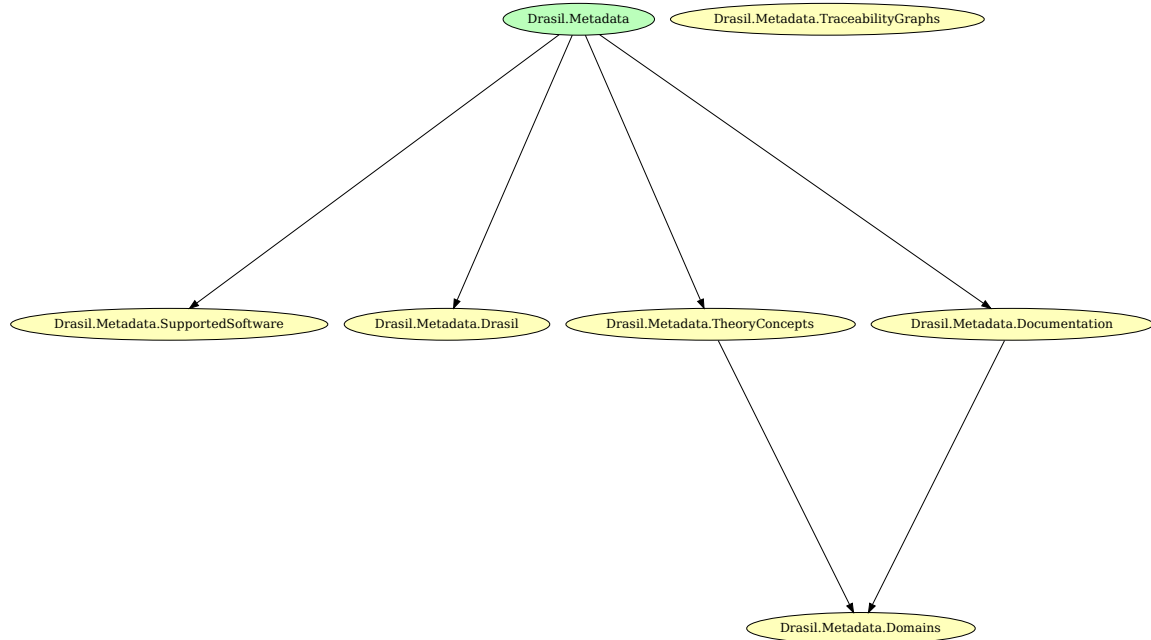 Drasil.Metadata
Drasil.Metadata.TraceabilityGraphs
Drasil.Metadata.SupportedSoftware
Drasil.Metadata.Drasil
Drasil.Metadata.TheoryConcepts
Drasil.Metadata.Documentation
Drasil.Metadata.Domains